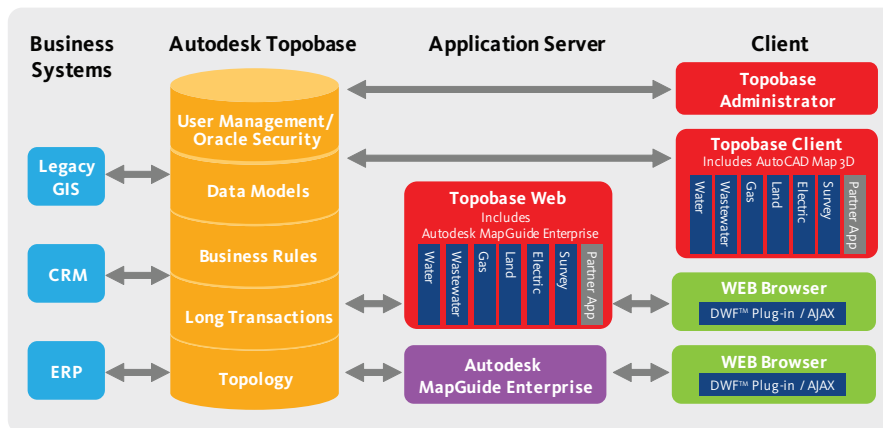 Business
Systems
Autodesk Topobase
Application Server
Client
User Management/
Oracle Security
Data Models
Business Rules
Long Transactions
Topology
Legacy
GIS
CRM
ERP
Topobase Web
Includes
Autodesk MapGuide Enterprise
Water
Wastewater
Gas
Land
Electric
Survey
Partner App
Autodesk
MapGuide Enterprise
Topobase
Administrator
Topobase Client
Includes AutoCAD Map 3D
Water
Wastewater
Gas
Land
Electric
Survey
Partner App
WEB Browser
DWF™ Plug-in / AJAX
WEB Browser
DWF™ Plug-in / AJAX